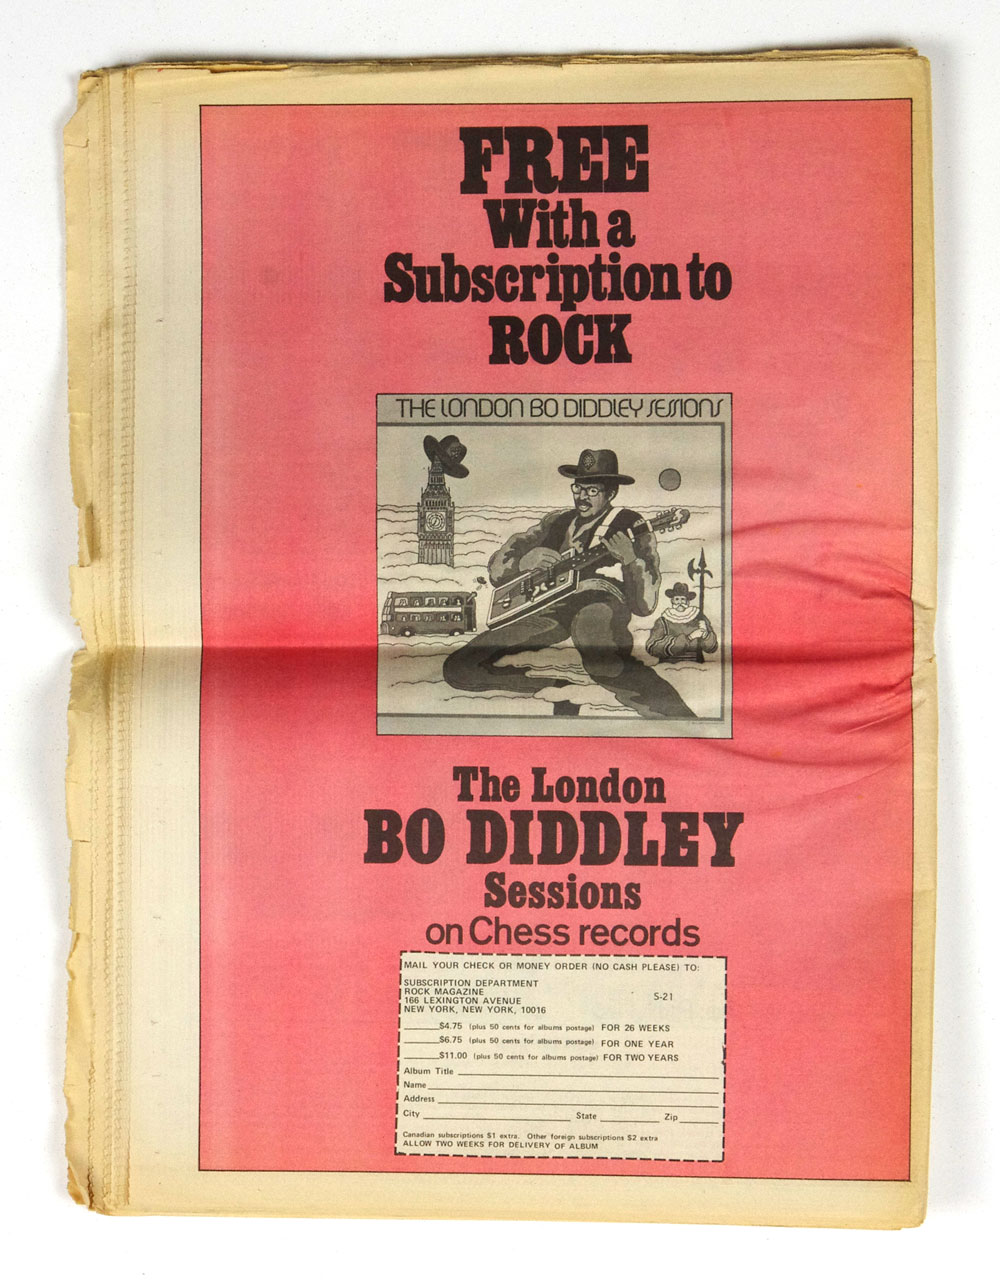 FREE
With a
Subscription to
ROCK
THE LONDON BO DIDDLEY SESSIONS
The London
BO DIDDLEY
Sessions
on Chess records
MAIL YOUR CHECK OR MONEY ORDER (NO CASH PLEASE) TO:
SUBSCRIPTION DEPARTMENT
ROCK MAGAZINE
166 LEXINGTON AVENUE
NEW YORK, NEW YORK, 10016
S-21
______$4.75 (plus 50 cents for albums postage) FOR 26 WEEKS
______$6.75 (plus 50 cents for albums postage) FOR ONE YEAR
______$11.00 (plus 50 cents for albums postage) FOR TWO YEARS
Album Title
Name
Address
City State Zip
Canadian subscriptions $1 extra. Other foreign subscriptions $2 extra
ALLOW TWO WEEKS FOR DELIVERY OF ALBUM